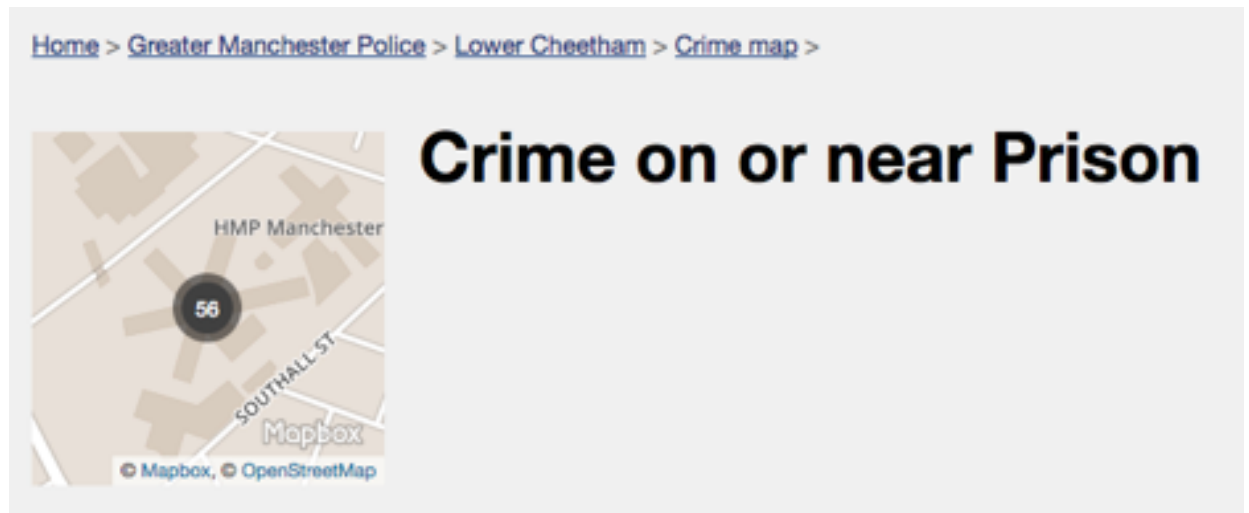 Home > Greater Manchester Police > Lower Cheetham > Crime map >
Crime on or near Prison
HMP Manchester
56
SOUTHALL ST
Mapbox
© Mapbox, © OpenStreetMap